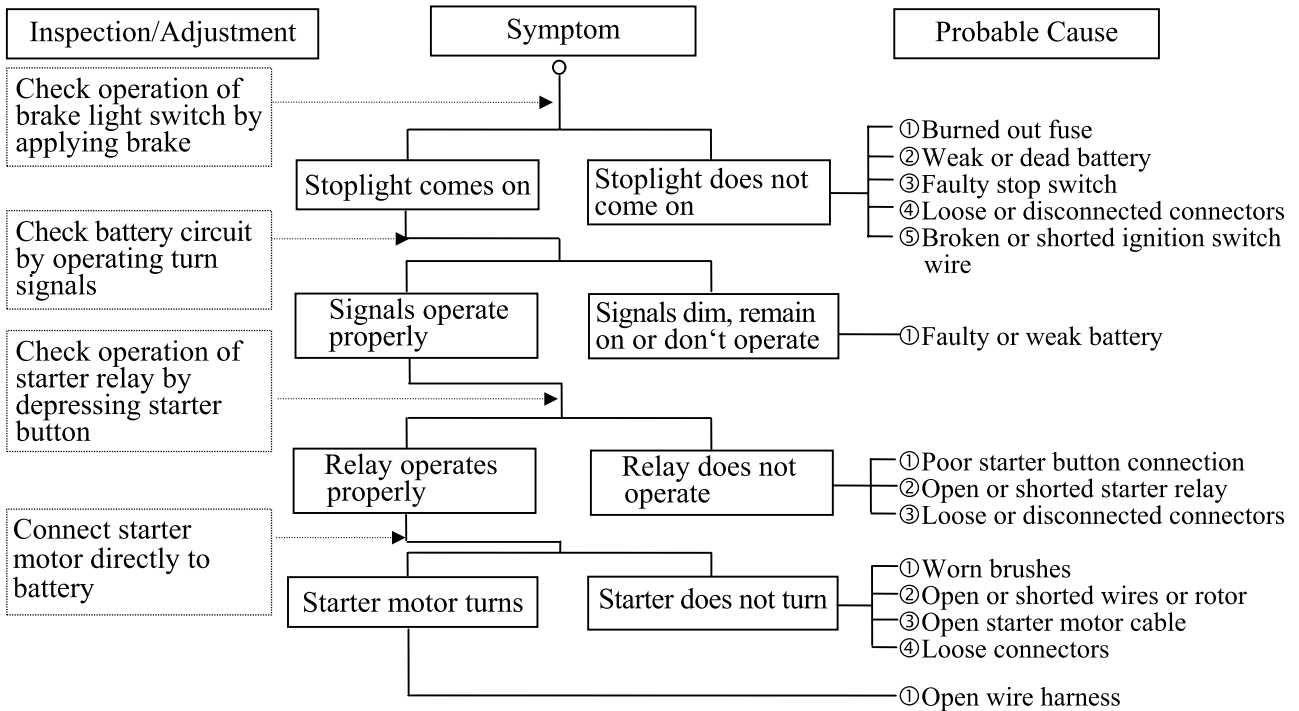 Inspection/Adjustment
Symptom
Probable Cause
Check operation of
brake light switch by
applying brake
①Burned out fuse
②Weak or dead battery
③Faulty stop switch
④Loose or disconnected connectors
⑤Broken or shorted ignition switch
wire
Stoplight comes on
Stoplight does not
come on
Check battery circuit
by operating turn
signals
Signals operate
properly
Signals dim, remain
on or don‘t operate
①Faulty or weak battery
Check operation of
starter relay by
depressing starter
button
Relay operates
properly
Relay does not
operate
①Poor starter button connection
②Open or shorted starter relay
③Loose or disconnected connectors
Connect starter
motor directly to
battery
Starter motor turns
Starter does not turn
①Worn brushes
②Open or shorted wires or rotor
③Open starter motor cable
④Loose connectors
①Open wire harness